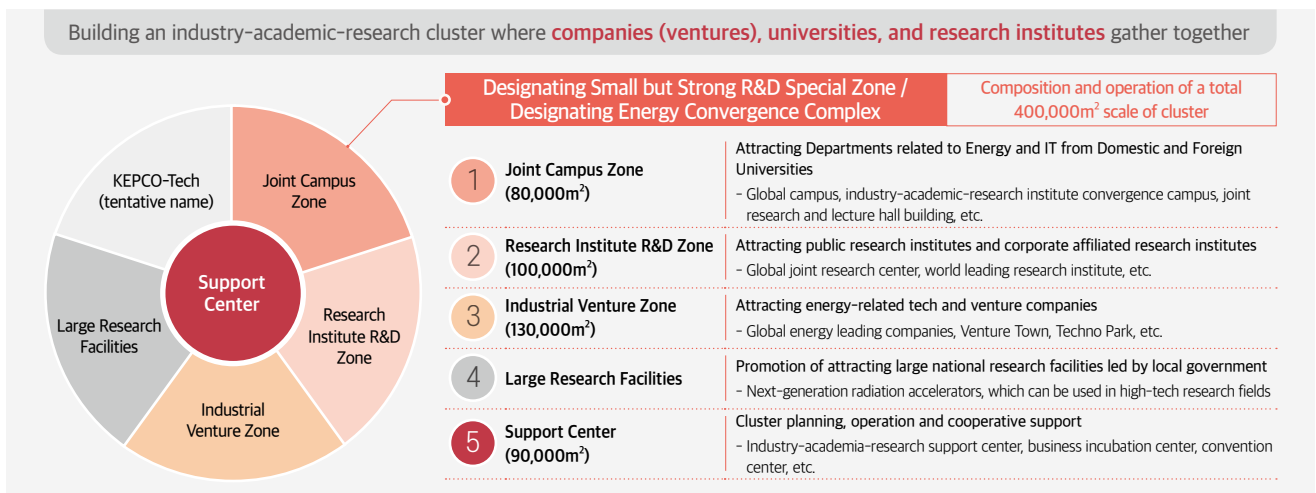 Building an industry-academic-research cluster where companies (ventures), universities, and research institutes gather together
Designating Small but Strong R&D Special Zone /
Designating Energy Convergence Complex
Composition and operation of a total
400,000m² scale of cluster
KEPCO-Tech
(tentative name)
Joint Campus
Zone
Support
Center
Large Research
Facilities
Research
Institute R&D
Zone
Industrial
Venture Zone
1
Joint Campus Zone
(80,000m²)
Attracting Departments related to Energy and IT from Domestic and Foreign
Universities
- Global campus, industry-academic-research institute convergence campus, joint
research and lecture hall building, etc.
2
Research Institute R&D Zone
(100,000m²)
Attracting public research institutes and corporate affiliated research institutes
- Global joint research center, world leading research institute, etc.
3
Industrial Venture Zone
(130,000m²)
Attracting energy-related tech and venture companies
- Global energy leading companies, Venture Town, Techno Park, etc.
4
Large Research Facilities
Promotion of attracting large national research facilities led by local government
- Next-generation radiation accelerators, which can be used in high-tech research fields
5
Support Center
(90,000m²)
Cluster planning, operation and cooperative support
- Industry-academia-research support center, business incubation center, convention
center, etc.